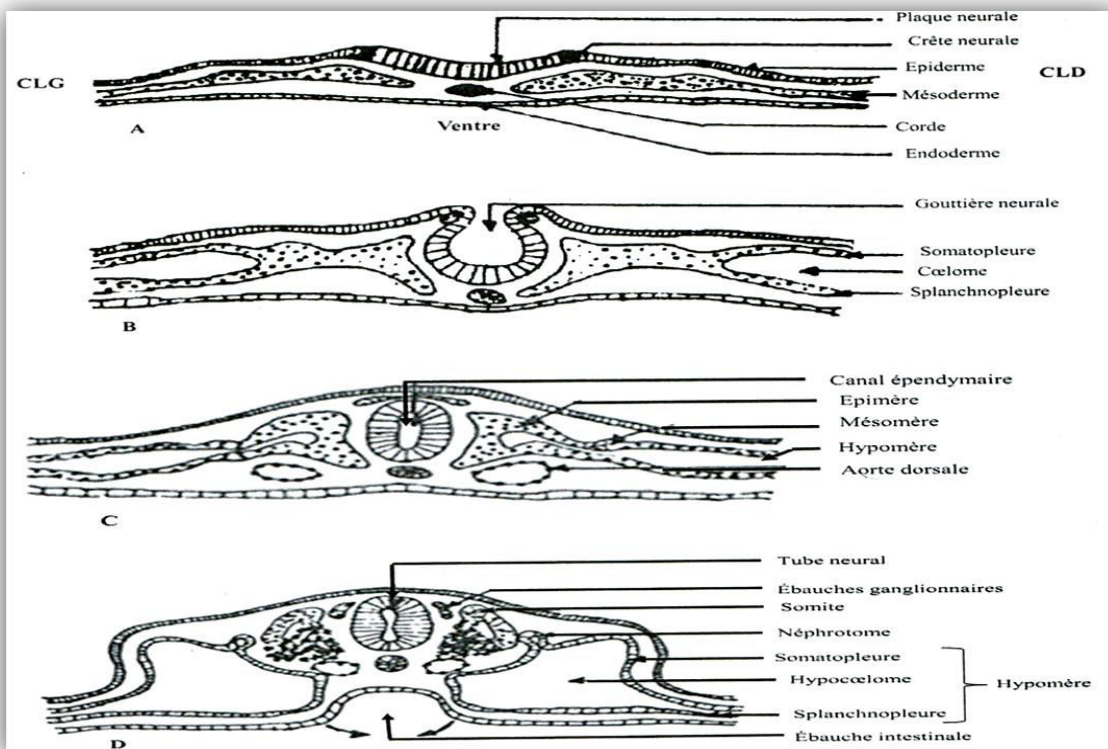 Plaque neurale
Crête neurale
Epiderme
CLG
CLD
Mésoderme
A
Ventre
Corde
Endoderme
Gouttière neurale
Somatopleure
Cœlome
Splanchnopleure
B
Canal épendymaire
Epimère
Mésomère
Hypomère
Aorte dorsale
C
Tube neural
Ébauches ganglionnaires
Somite
Néphrotome
Somatopleure
Hypocœlome
Hypomère
Splanchnopleure
D
Ébauche intestinale